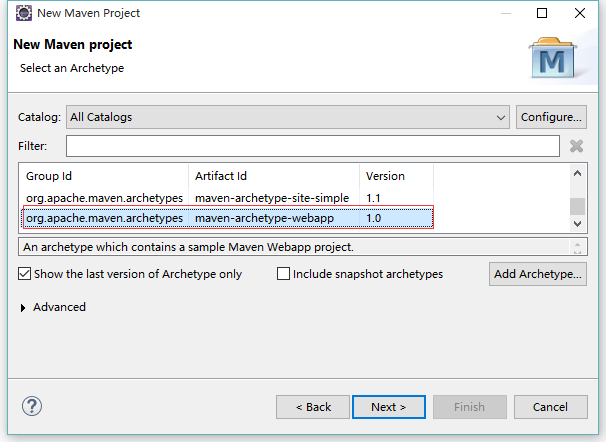 New Maven Project
New Maven project
Select an Archetype
M
Catalog: All Catalogs Configure...
Filter:
Group Id Artifact Id Version
org.apache.maven.archetypes maven-archetype-site-simple 1.1
org.apache.maven.archetypes maven-archetype-webapp 1.0
An archetype which contains a sample Maven Webapp project.
Show the last version of Archetype only Include snapshot archetypes Add Archetype...
Advanced
? < Back Next > Finish Cancel